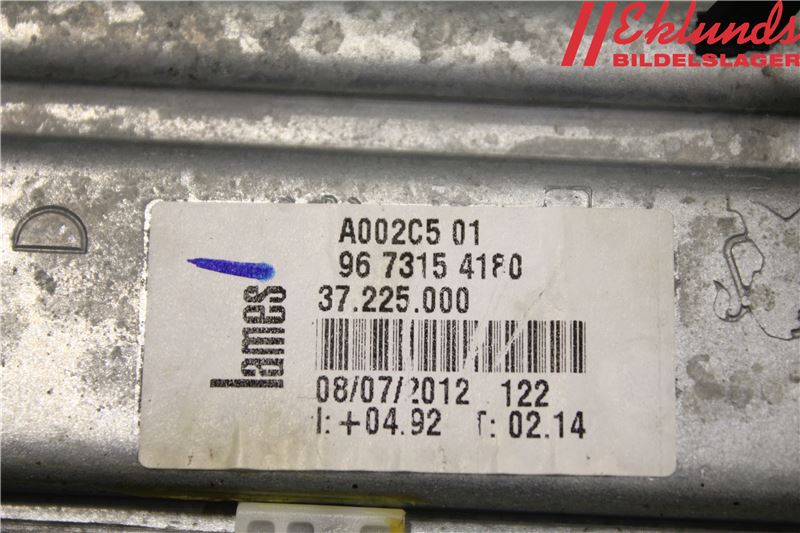 Eklunds
BILDELSLAGER
A002C5 01
96 7315 4180
37.225.000
lames
08/07/2012 122
I: +04.92 T: 02.14
D